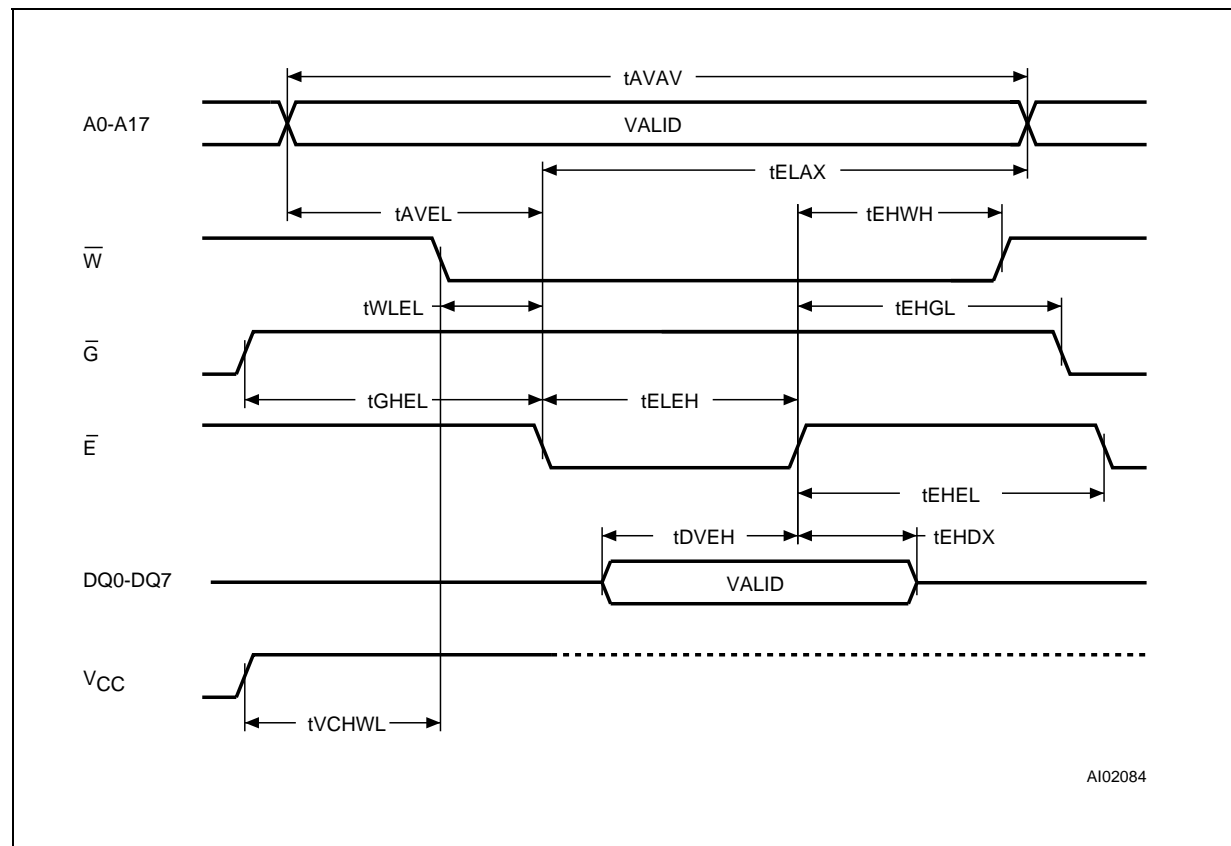 tAVAV
A0-A17
VALID
tELAX
tAVEL
tEHWH
W̅
tWLEL
tEHGL
G̅
tGHEL
tELEH
E̅
tEHEL
tDVEH
tEHDX
DQ0-DQ7
VALID
VCC
tVCHWL
AI02084